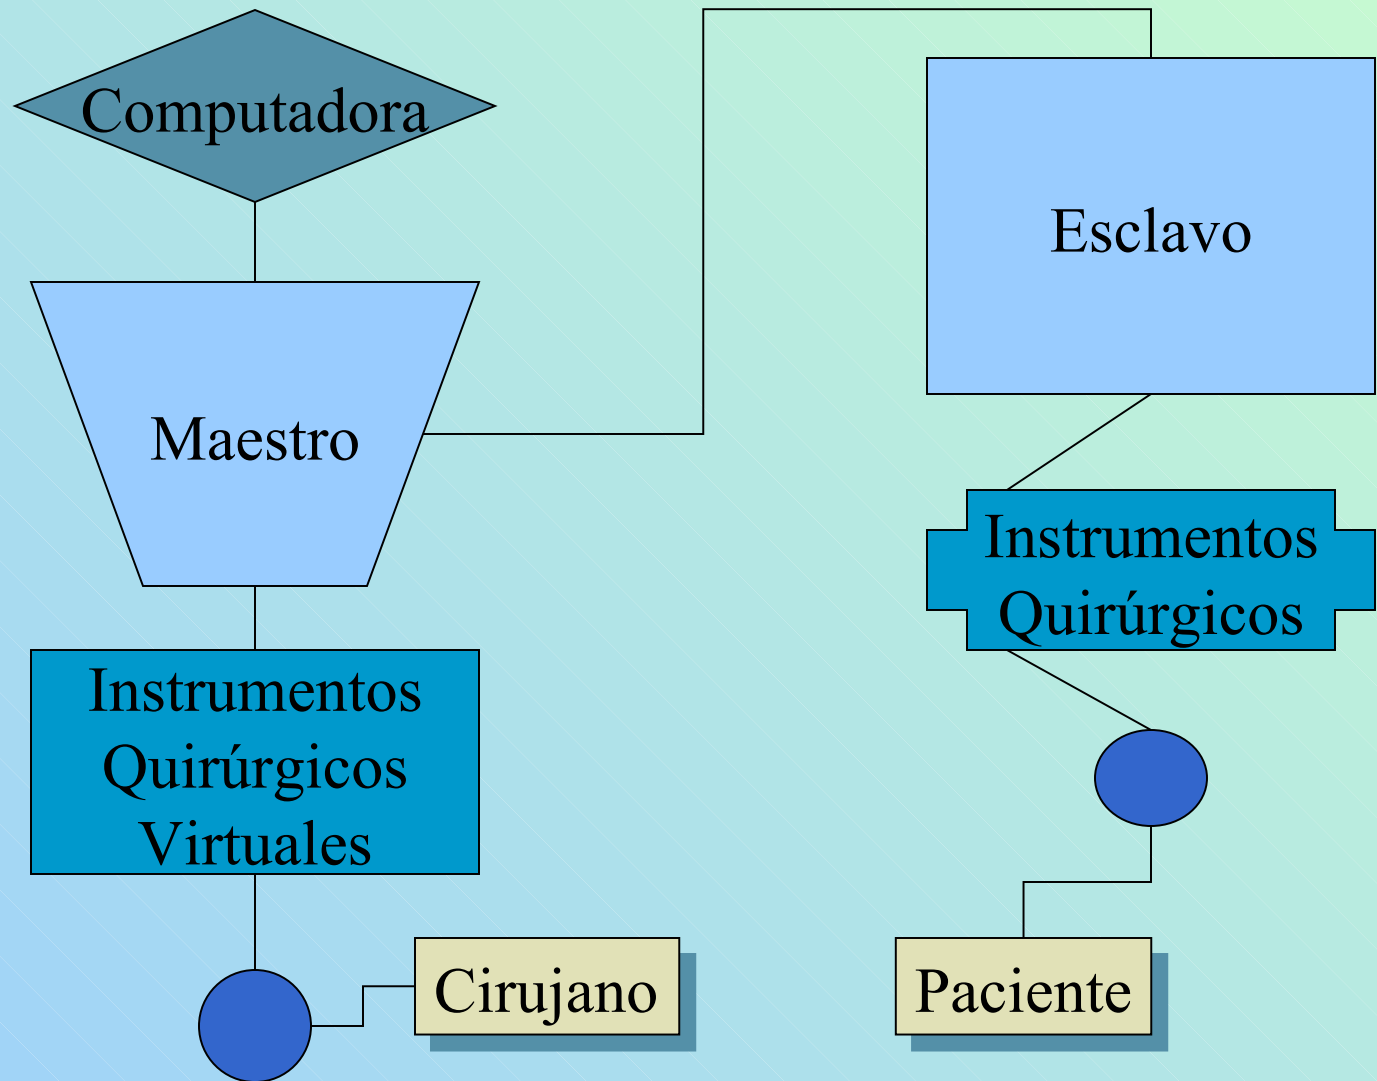 Computadora
Maestro
Instrumentos
Quirúrgicos
Virtuales
Cirujano
Esclavo
Instrumentos
Quirúrgicos
Paciente